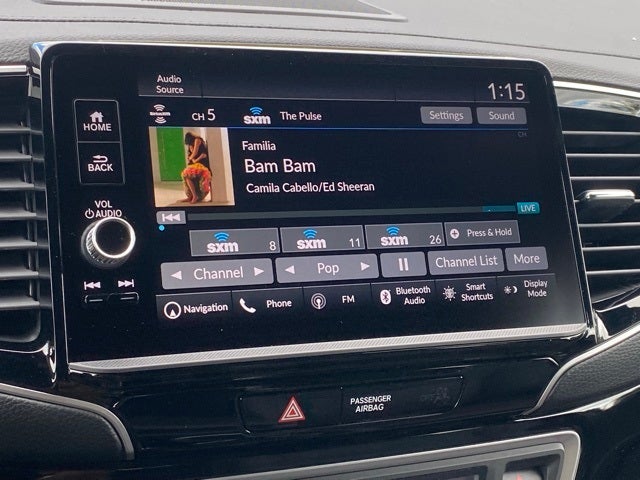 Audio
Source
1:15
HOME
BACK
VOL
AUDIO
siriusxm
CH 5
sxm
The Pulse
Settings
Sound
CH
Familia
Bam Bam
Camila Cabello/Ed Sheeran
LIVE
sxm 8
sxm 11
sxm 26
Press & Hold
Channel
Pop
Channel List
More
Navigation
Phone
FM
Bluetooth
Audio
Smart
Shortcuts
Display
Mode
PASSENGER
AIRBAG